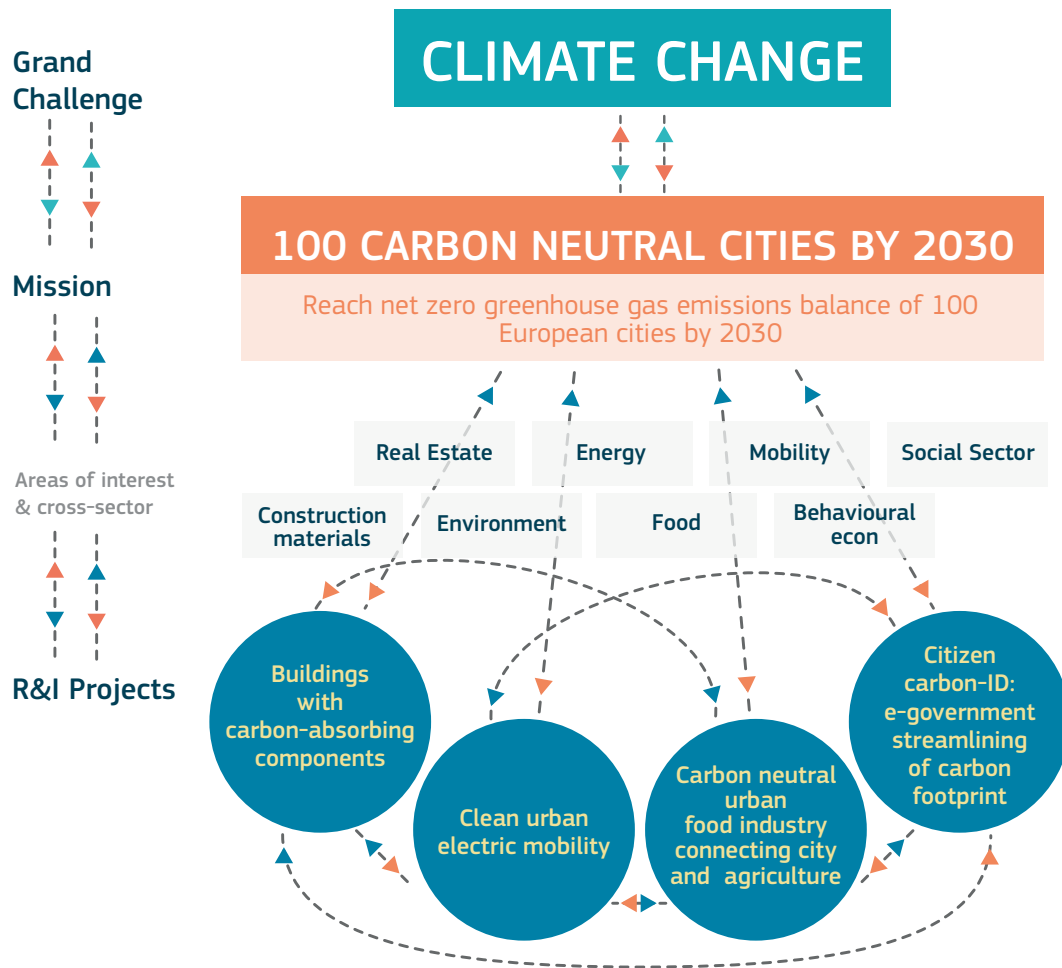 Grand
Challenge
CLIMATE CHANGE
Mission
100 CARBON NEUTRAL CITIES BY 2030
Reach net zero greenhouse gas emissions balance of 100
European cities by 2030
Areas of interest
& cross-sector
Real Estate
Energy
Mobility
Social Sector
Construction
materials
Environment
Food
Behavioural
econ
R&I Projects
Buildings
with
carbon-absorbing
components
Clean urban
electric mobility
Carbon neutral
urban
food industry
connecting city
and agriculture
Citizen
carbon-ID:
e-government
streamlining
of carbon
footprint